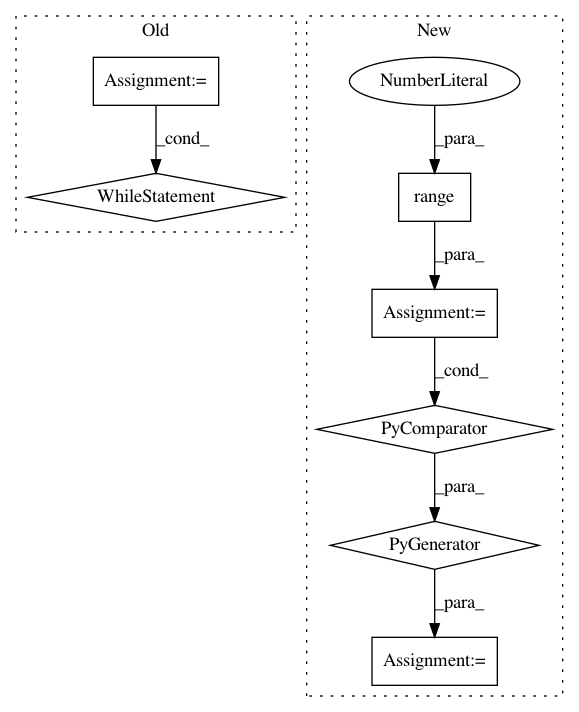 Old
Assignment:=
_cond_
WhileStatement
New
NumberLiteral
_para_
range
_para_
Assignment:=
_cond_
PyComparator
_para_
PyGenerator
_para_
Assignment:=